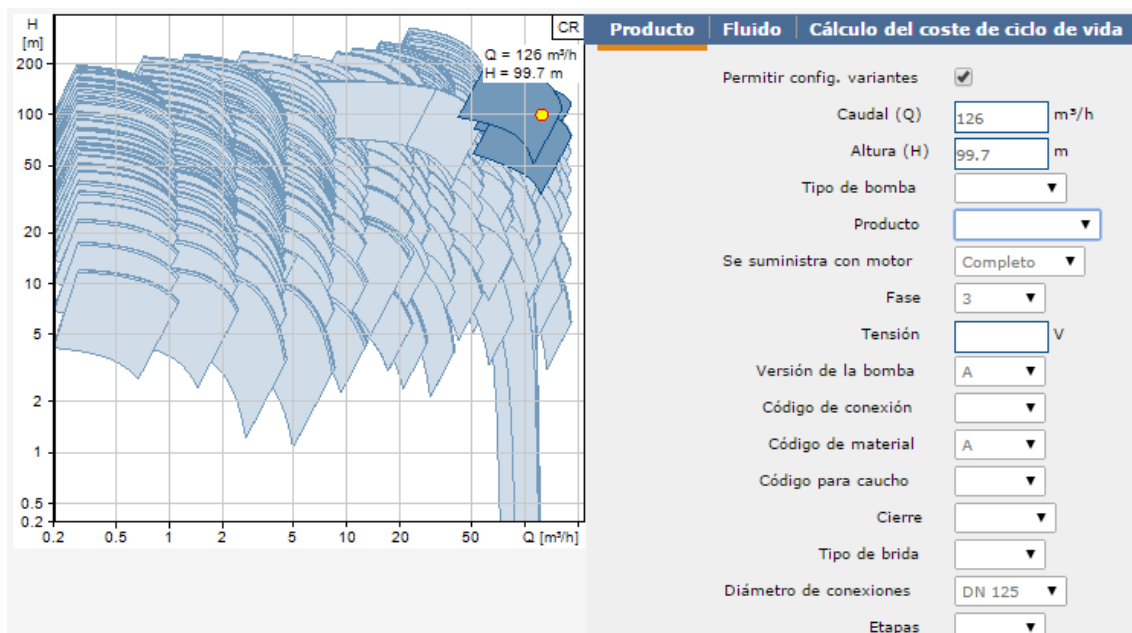 H
[m]
200
100
50
20
10
5
2
1
0.5
0.2
0.2 0.5 1 2 5 10 20 50 Q [m³/h]
CR
Q = 126 m³/h
H = 99.7 m
Producto Fluido Cálculo del coste de ciclo de vida
Permitir config. variantes
Caudal (Q) 126 m³/h
Altura (H) 99.7 m
Tipo de bomba
Producto
Se suministra con motor Completo
Fase 3
Tensión V
Versión de la bomba A
Código de conexión
Código de material A
Código para caucho
Cierre
Tipo de brida
Diámetro de conexiones DN 125
Etapas